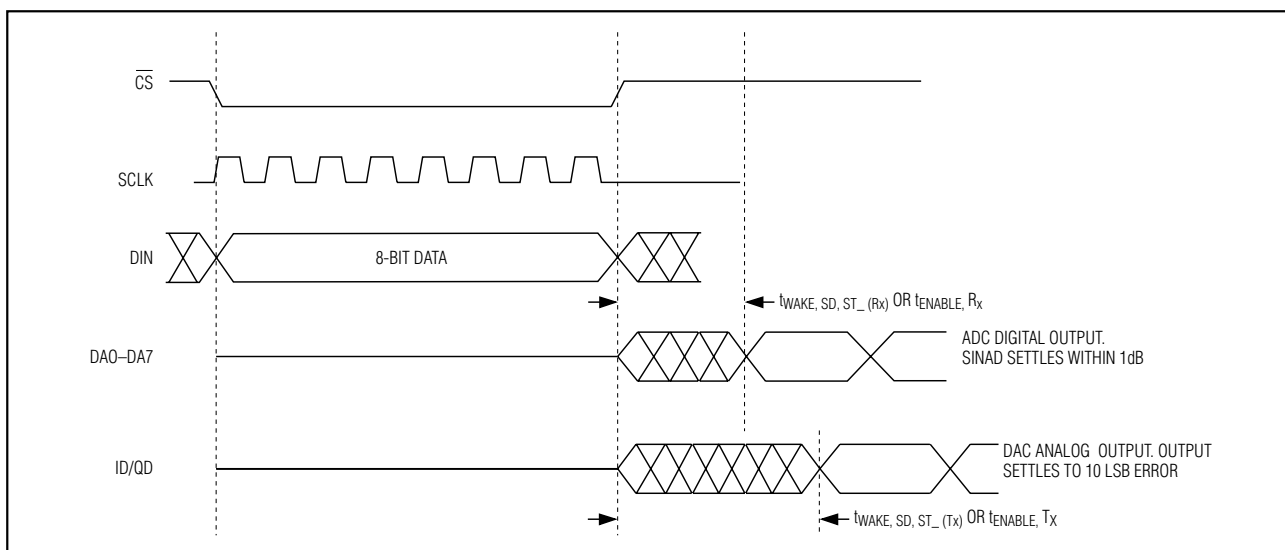 CS
SCLK
DIN
8-BIT DATA
tWAKE, SD, ST_ (Rx) OR tENABLE, RX
DA0–DA7
ADC DIGITAL OUTPUT.
SINAD SETTLES WITHIN 1dB
ID/QD
DAC ANALOG OUTPUT. OUTPUT
SETTLES TO 10 LSB ERROR
tWAKE, SD, ST_ (Tx) OR tENABLE, TX